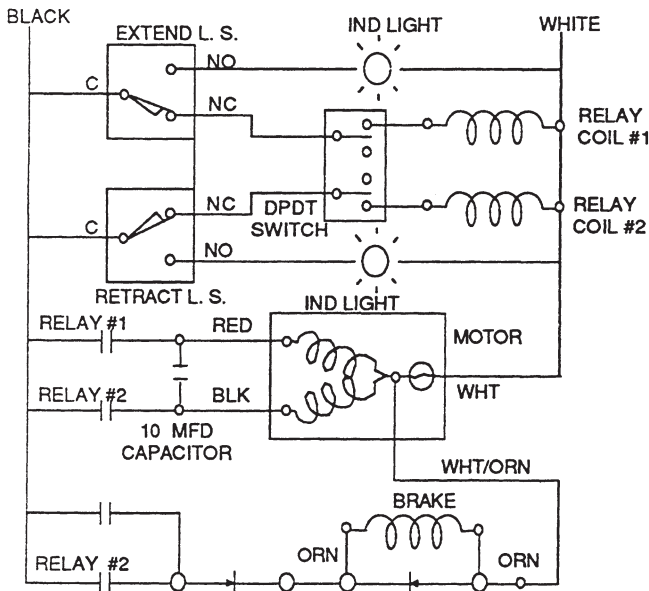 BLACK
EXTEND L. S.
IND LIGHT
WHITE
NO
C
NC
RELAY
COIL #1
C
NC
DPDT
SWITCH
RELAY
COIL #2
NO
RETRACT L. S.
IND LIGHT
RELAY #1
RED
MOTOR
RELAY #2
BLK
WHT
10 MFD
CAPACITOR
WHT/ORN
BRAKE
ORN
ORN
RELAY #2